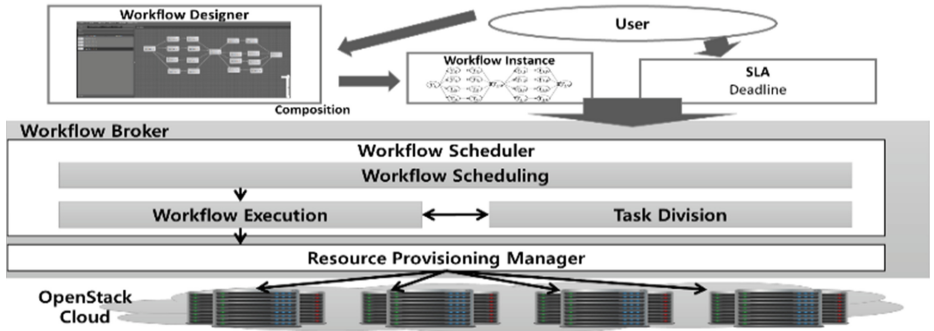 Workflow Designer
User
Workflow Instance
SLA
Deadline
Composition
Workflow Broker
Workflow Scheduler
Workflow Scheduling
Workflow Execution
Task Division
Resource Provisioning Manager
OpenStack
Cloud